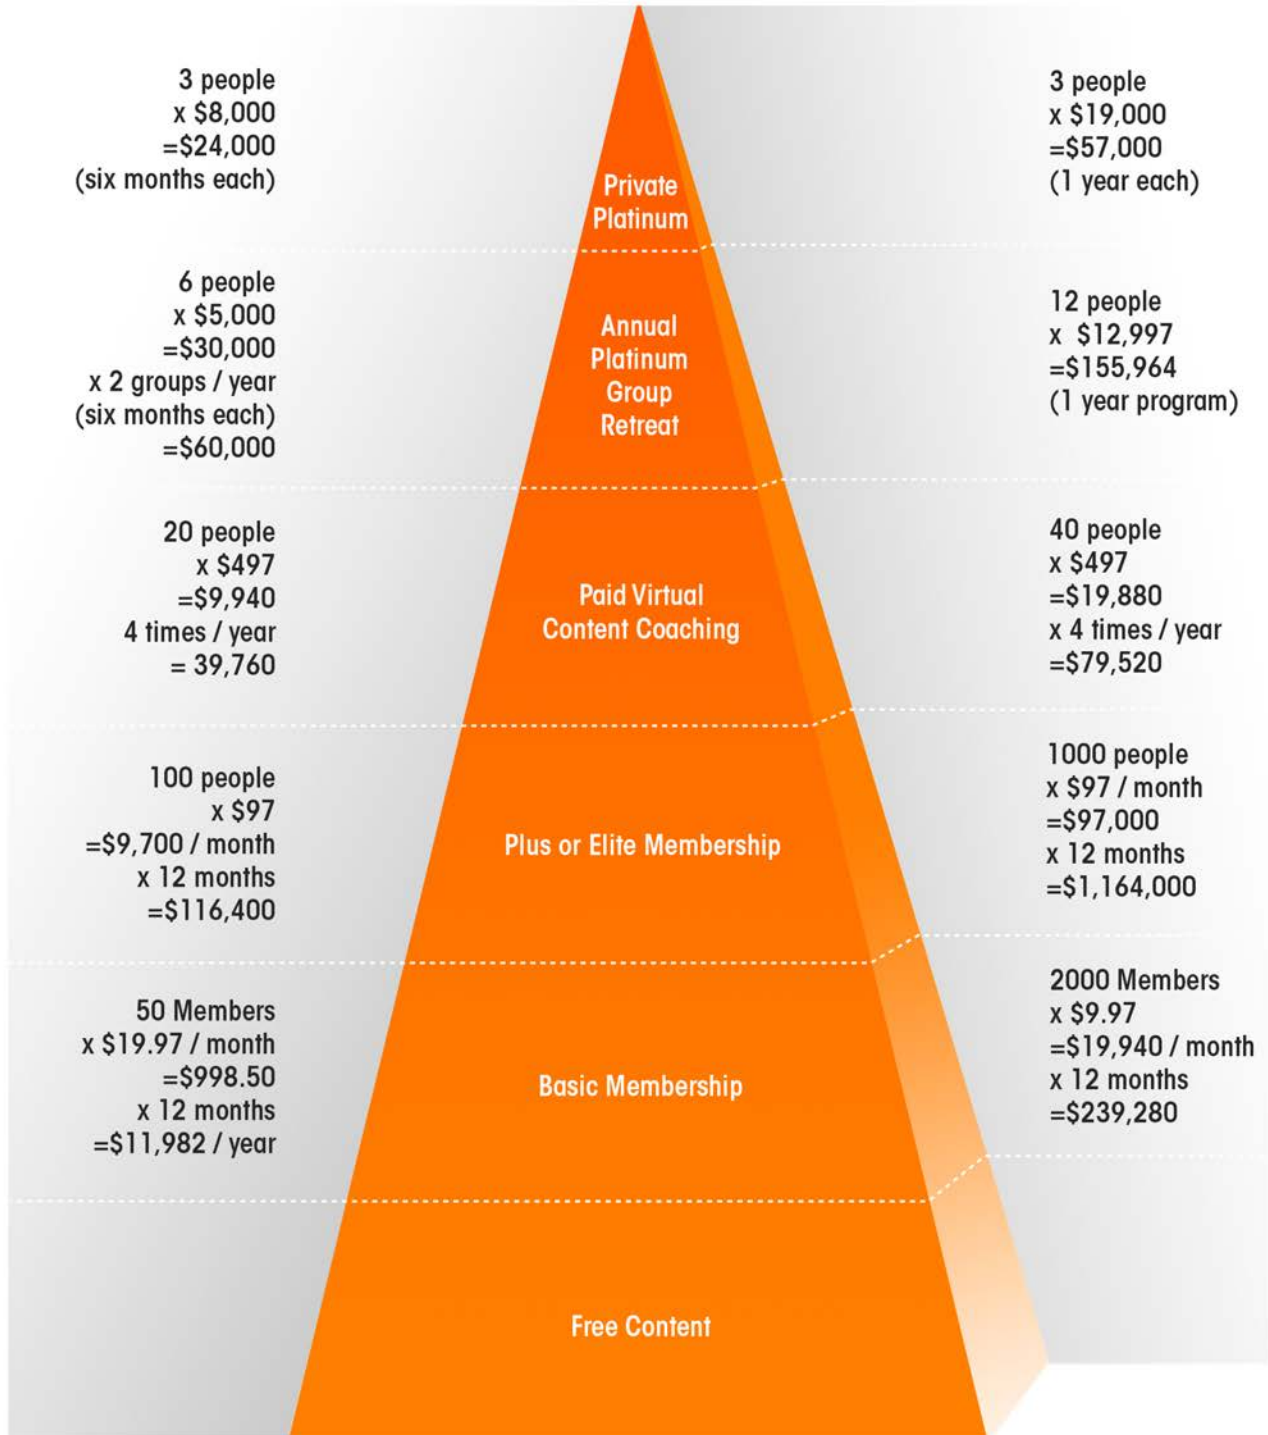 3 people
x $8,000
=$24,000
(six months each)
Private
Platinum
3 people
x $19,000
=$57,000
(1 year each)
6 people
x $5,000
=$30,000
x 2 groups / year
(six months each)
=$60,000
Annual
Platinum
Group
Retreat
12 people
x $12,997
=$155,964
(1 year program)
20 people
x $497
=$9,940
4 times / year
= 39,760
Paid Virtual
Content Coaching
40 people
x $497
=$19,880
x 4 times / year
=$79,520
100 people
x $97
=$9,700 / month
x 12 months
=$116,400
Plus or Elite Membership
1000 people
x $97 / month
=$97,000
x 12 months
=$1,164,000
50 Members
x $19.97 / month
=$998.50
x 12 months
=$11,982 / year
Basic Membership
2000 Members
x $9.97
=$19,940 / month
x 12 months
=$239,280
Free Content